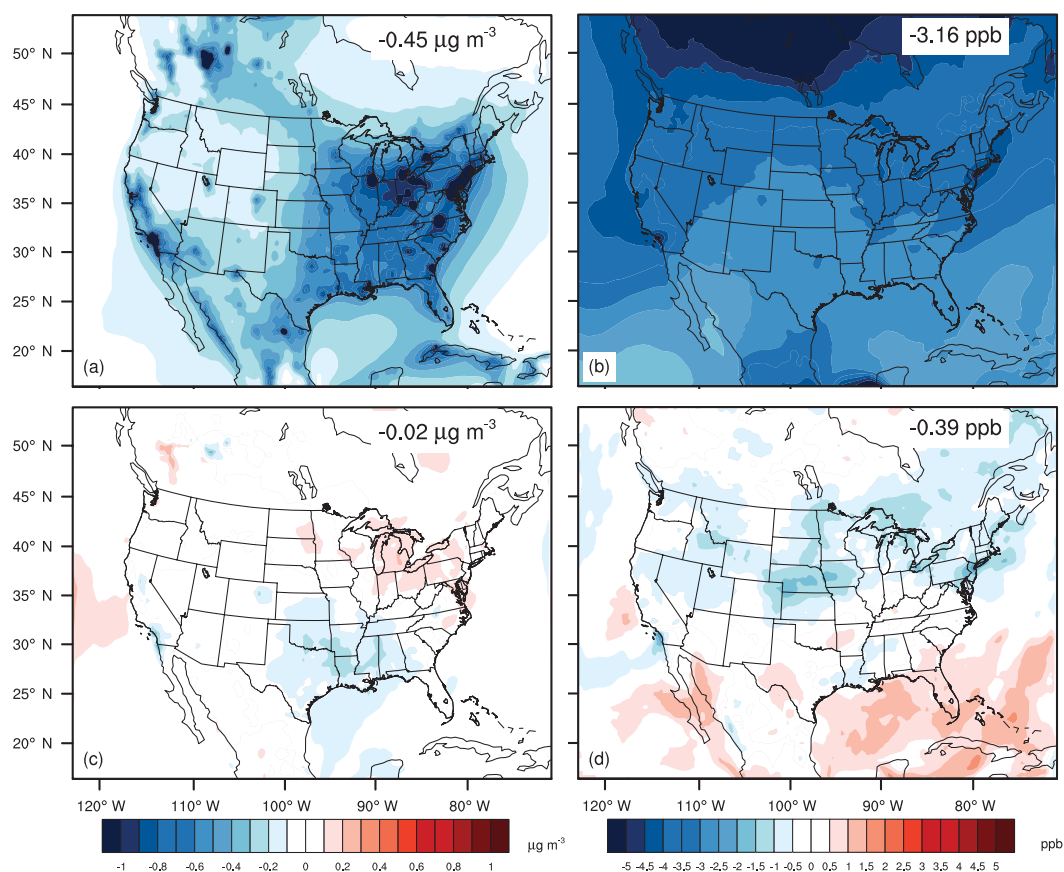 -0.45 µg m⁻³
-3.16 ppb
50° N
45° N
40° N
35° N
30° N
25° N
20° N
(a)
(b)
-0.02 µg m⁻³
-0.39 ppb
50° N
45° N
40° N
35° N
30° N
25° N
20° N
(c)
(d)
120° W 110° W 100° W 90° W 80° W
120° W 110° W 100° W 90° W 80° W
µg m⁻³
-1 -0.8 -0.6 -0.4 -0.2 0 0.2 0.4 0.6 0.8 1
ppb
-5 -4.5 -4 -3.5 -3 -2.5 -2 -1.5 -1 -0.5 0 0.5 1 1.5 2 2.5 3 3.5 4 4.5 5